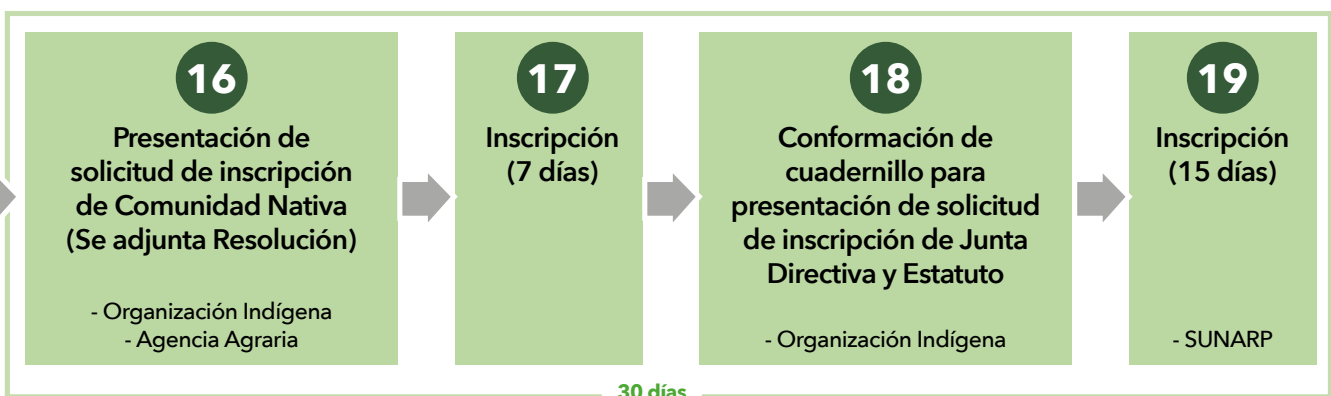 16
Presentación de
solicitud de inscripción
de Comunidad Nativa
(Se adjunta Resolución)
- Organización Indígena
- Agencia Agraria
17
Inscripción
(7 días)
18
Conformación de
cuadernillo para
presentación de solicitud
de inscripción de Junta
Directiva y Estatuto
- Organización Indígena
19
Inscripción
(15 días)
- SUNARP
30 días